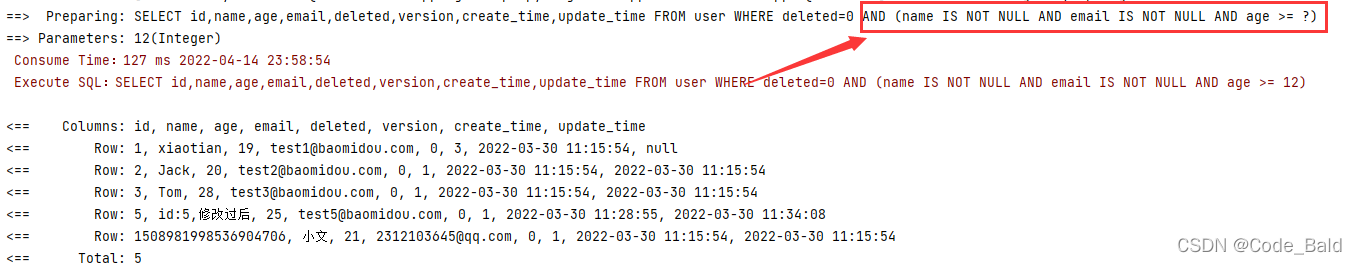 ==>  Preparing: SELECT id,name,age,email,deleted,version,create_time,update_time FROM user WHERE deleted=0 AND (name IS NOT NULL AND email IS NOT NULL AND age >= ?)
==> Parameters: 12(Integer)
Consume Time：127 ms 2022-04-14 23:58:54
Execute SQL：SELECT id,name,age,email,deleted,version,create_time,update_time FROM user WHERE deleted=0 AND (name IS NOT NULL AND email IS NOT NULL AND age >= 12)
<==    Columns: id, name, age, email, deleted, version, create_time, update_time
<==        Row: 1, xiaotian, 19, test1@baomidou.com, 0, 3, 2022-03-30 11:15:54, null
<==        Row: 2, Jack, 20, test2@baomidou.com, 0, 1, 2022-03-30 11:15:54, 2022-03-30 11:15:54
<==        Row: 3, Tom, 28, test3@baomidou.com, 0, 1, 2022-03-30 11:15:54, 2022-03-30 11:15:54
<==        Row: 5, id:5,修改过后, 25, test5@baomidou.com, 0, 1, 2022-03-30 11:28:55, 2022-03-30 11:34:08
<==        Row: 1508981998536904706, 小文, 21, 2312103645@qq.com, 0, 1, 2022-03-30 11:15:54, 2022-03-30 11:15:54
<==      Total: 5
CSDN @Code_Bald